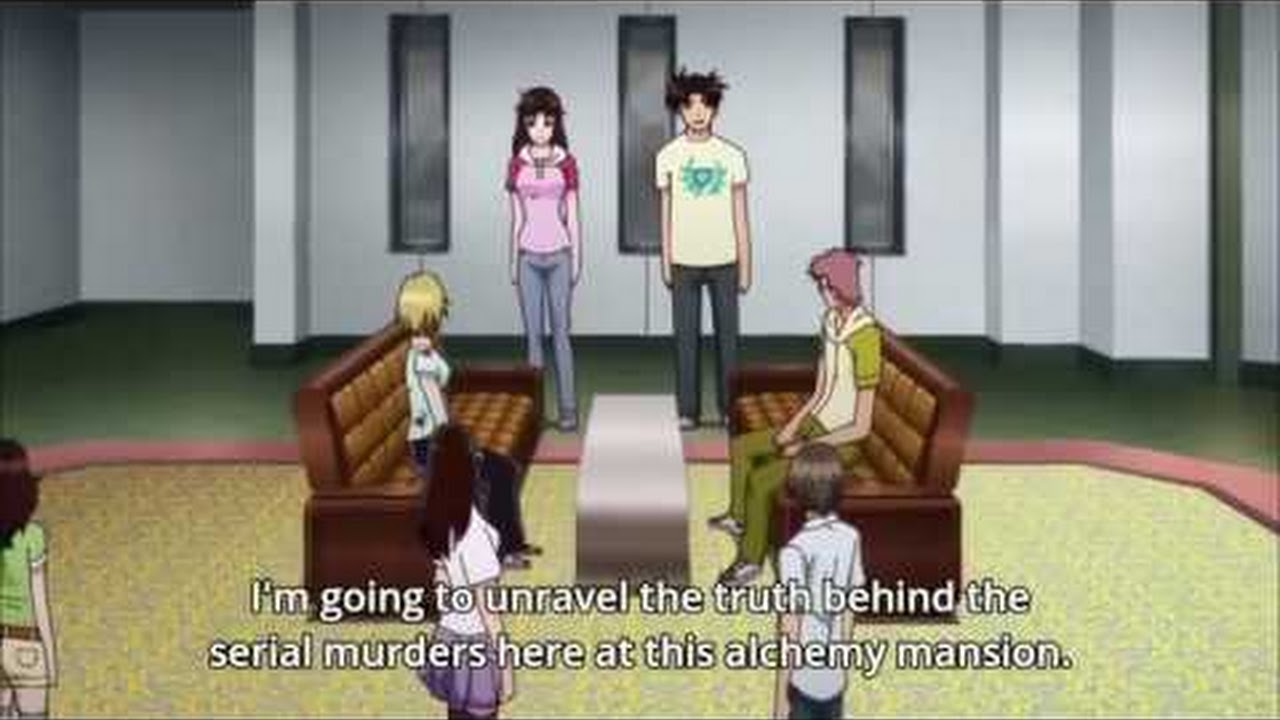 I'm going to unravel the truth behind the
serial murders here at this alchemy mansion.